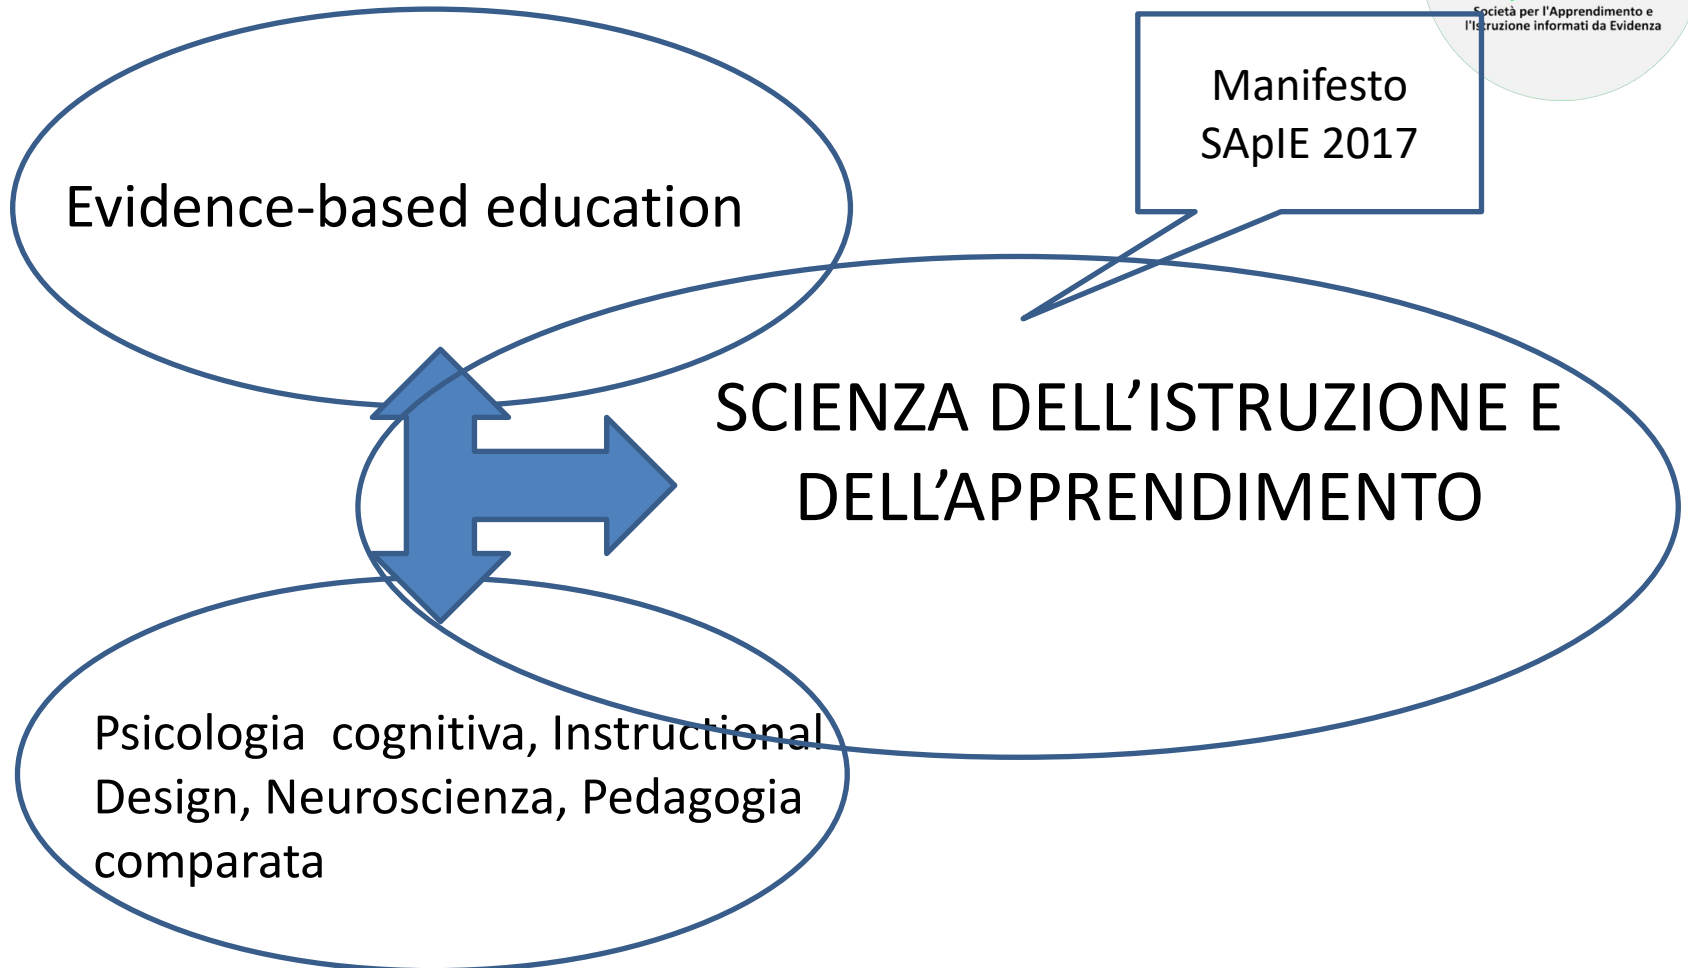 Società per l'Apprendimento e
l'Istruzione informati da Evidenza
Manifesto
SApIE 2017
Evidence-based education
SCIENZA DELL’ISTRUZIONE E
DELL’APPRENDIMENTO
Psicologia  cognitiva, Instructional
Design, Neuroscienza, Pedagogia
comparata